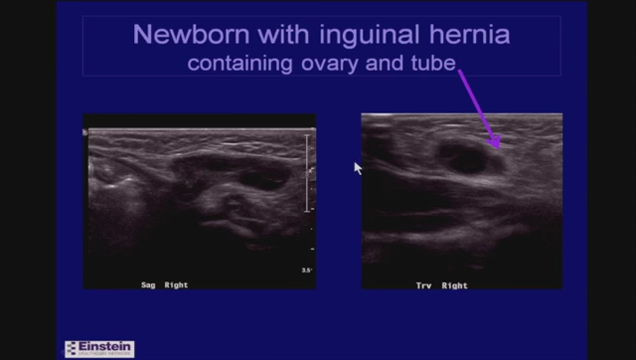 Newborn with inguinal hernia
containing ovary and tube
3.5
Sag Right
Trv Right
Einstein